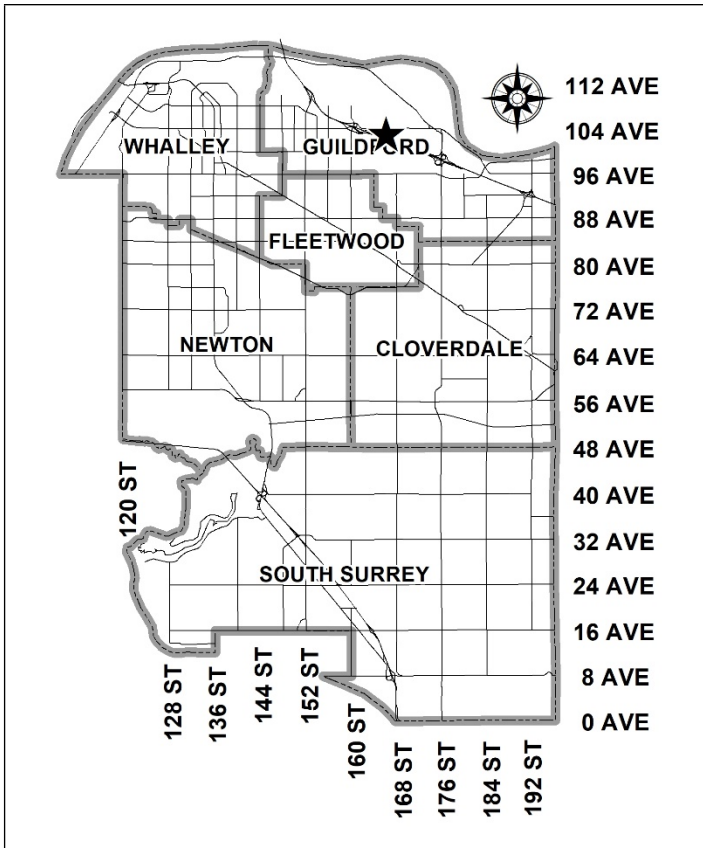 112 AVE
104 AVE
WHALLEY
GUILDFORD
96 AVE
88 AVE
FLEETWOOD
80 AVE
72 AVE
NEWTON
CLOVERDALE
64 AVE
56 AVE
48 AVE
120 ST
40 AVE
32 AVE
SOUTH SURREY
24 AVE
16 AVE
8 AVE
128 ST
136 ST
144 ST
152 ST
160 ST
0 AVE
168 ST
176 ST
184 ST
192 ST